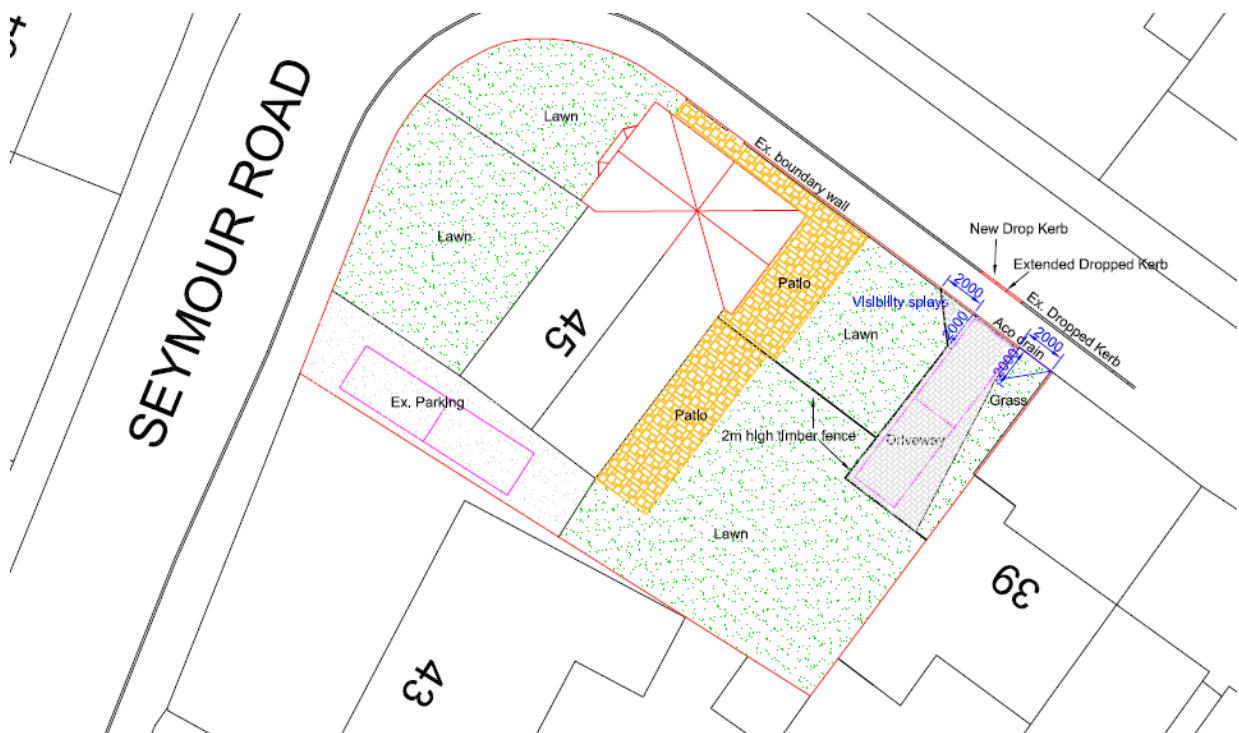 SEYMOUR ROAD
Lawn
Lawn
Ex. boundary wall
New Drop Kerb
Extended Dropped Kerb
Ex. Dropped Kerb
2000
Visibility splays
2000
Aco drain
2000
2000
Patio
Lawn
Grass
45
Ex. Parking
Patio
2m high timber fence
Driveway
Lawn
39
43